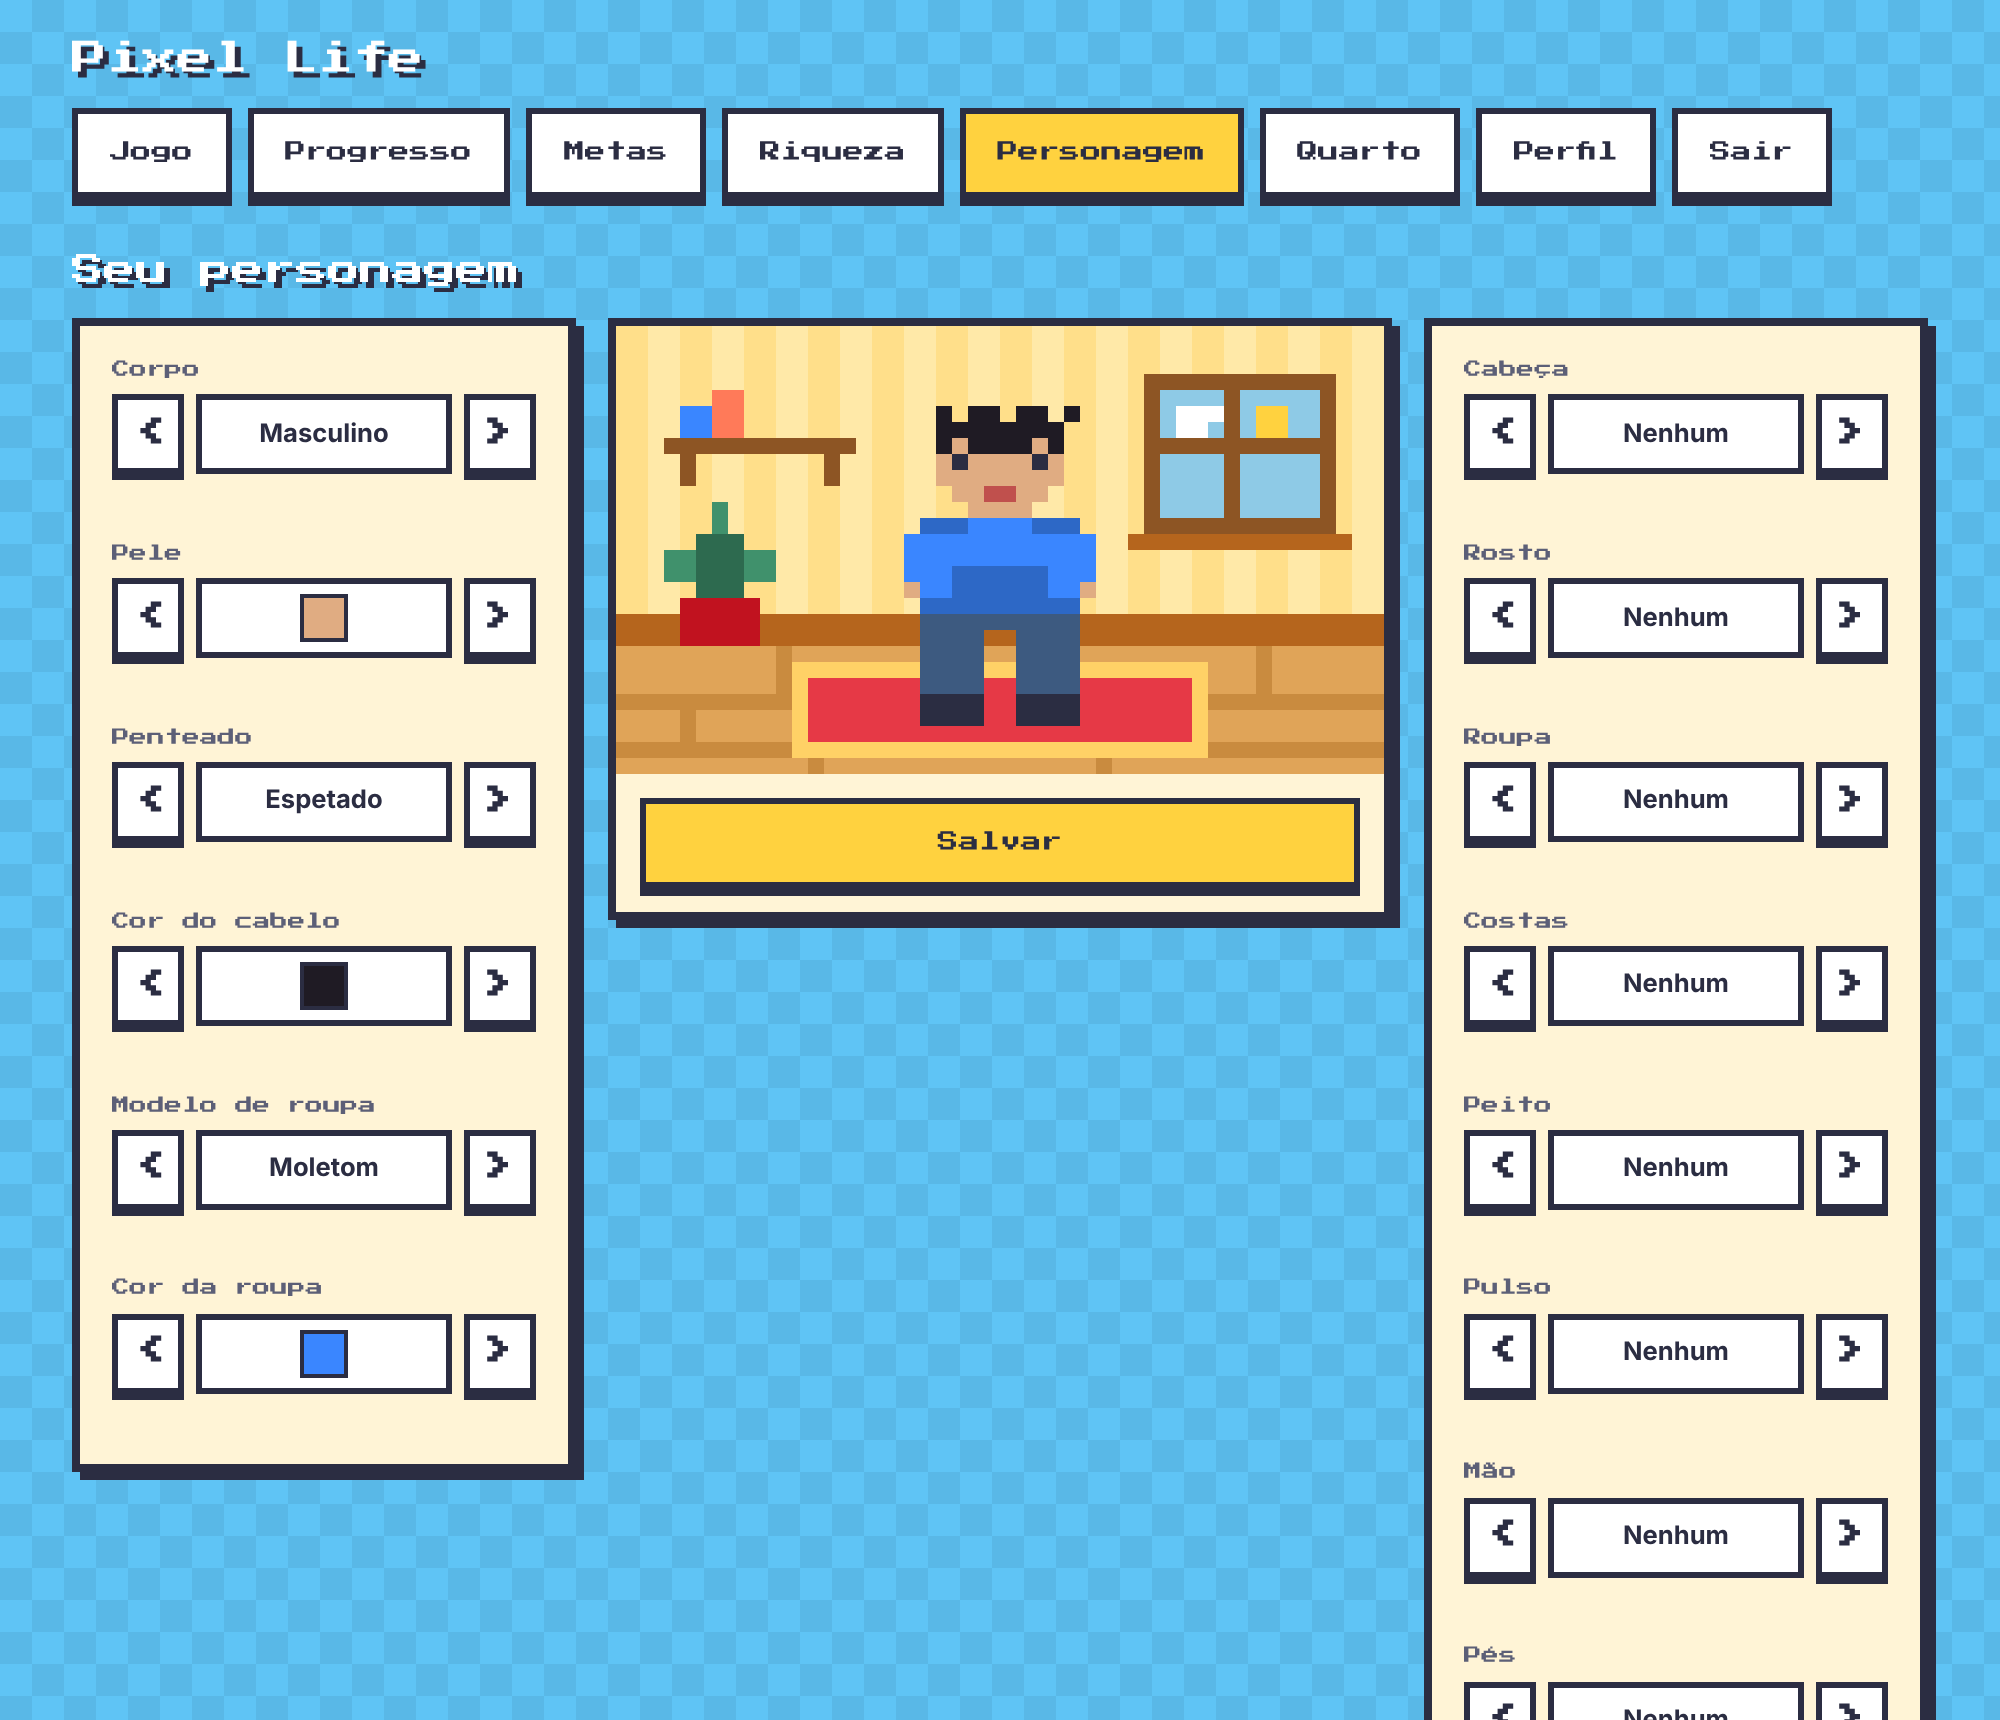 Pixel Life
Jogo
Progresso
Metas
Riqueza
Personagem
Quarto
Perfil
Sair
Seu personagem
Corpo
Masculino
Pele
Penteado
Espetado
Cor do cabelo
Modelo de roupa
Moletom
Cor da roupa
Salvar
Cabeça
Nenhum
Rosto
Nenhum
Roupa
Nenhum
Costas
Nenhum
Peito
Nenhum
Pulso
Nenhum
Mão
Nenhum
Pés
Nenhum